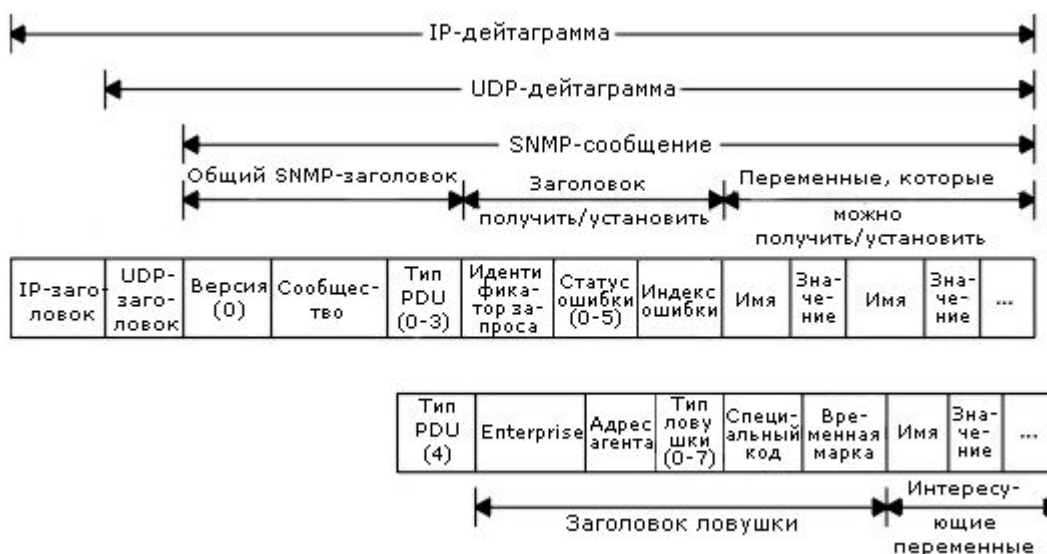 IP-дейтаграмма
UDP-дейтаграмма
SNMP-сообщение
Общий SNMP-заголовок
Заголовок
получить/установить
Переменные, которые
можно
получить/установить
IP-заго-
ловок
UDP-
заго-
ловок
Версия
(0)
Сообщес-
тво
Тип
PDU
(0-3)
Иденти
фика-
тор за-
проса
Статус
ошибки
(0-5)
Индекс
ошибки
Имя
Зна-
че-
ние
Имя
Зна-
че-
ние
...
Тип
PDU
(4)
Enterprise
Адрес
агента
Тип
лову
шки
(0-7)
Специ-
альный
код
Вре-
менная
марка
Имя
Зна-
че-
ние
...
Заголовок ловушки
Интересу-
ющие
переменные